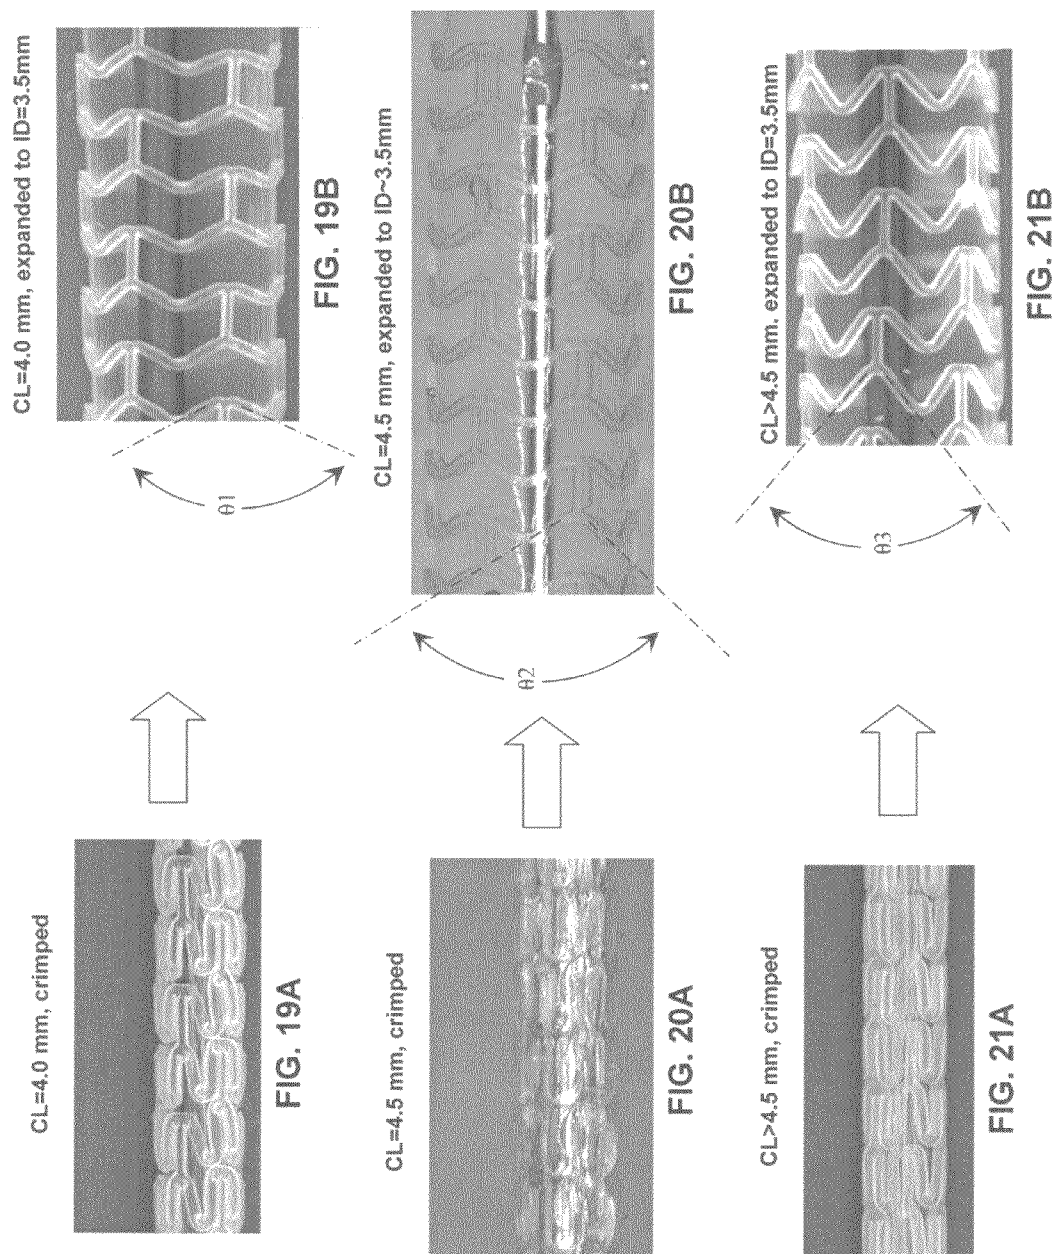 CL=4.0 mm, crimped
FIG. 19A
CL=4.0 mm, expanded to ID=3.5mm
θ1
FIG. 19B
CL=4.5 mm, crimped
FIG. 20A
CL=4.5 mm, expanded to ID~3.5mm
θ2
FIG. 20B
CL>4.5 mm, crimped
FIG. 21A
CL>4.5 mm. expanded to ID=3.5mm
θ3
FIG. 21B